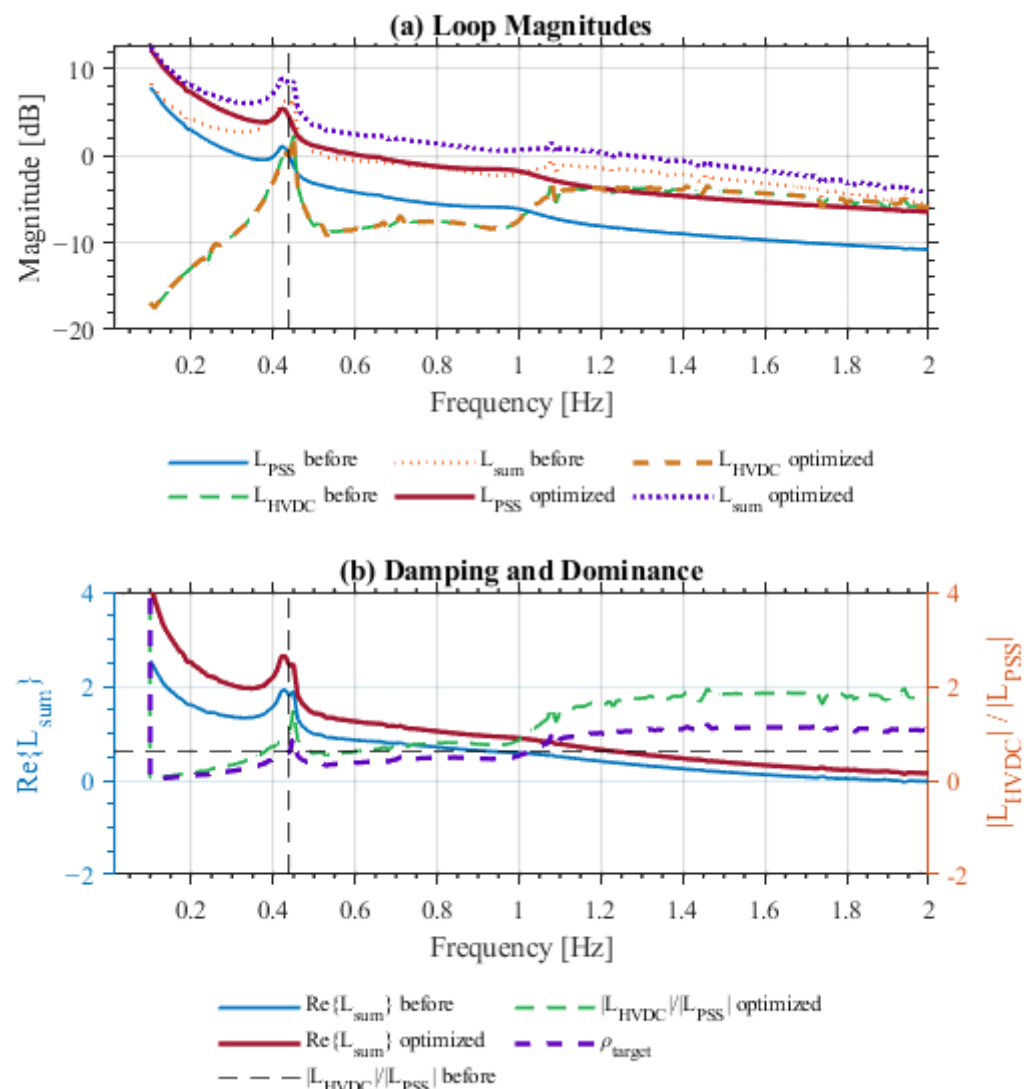 (a) Loop Magnitudes
Magnitude [dB]
10
0
−10
−20
0.2 0.4 0.6 0.8 1 1.2 1.4 1.6 1.8 2
Frequency [Hz]
L_PSS before L_sum before L_HVDC optimized
L_HVDC before L_PSS optimized L_sum optimized
(b) Damping and Dominance
Re{L_sum}
4
2
0
−2
4
2
0
-2
|L_HVDC| / |L_PSS|
0.2 0.4 0.6 0.8 1 1.2 1.4 1.6 1.8 2
Frequency [Hz]
Re{L_sum} before |L_HVDC|/|L_PSS| optimized
Re{L_sum} optimized ρ_target
|L_HVDC|/|L_PSS| before